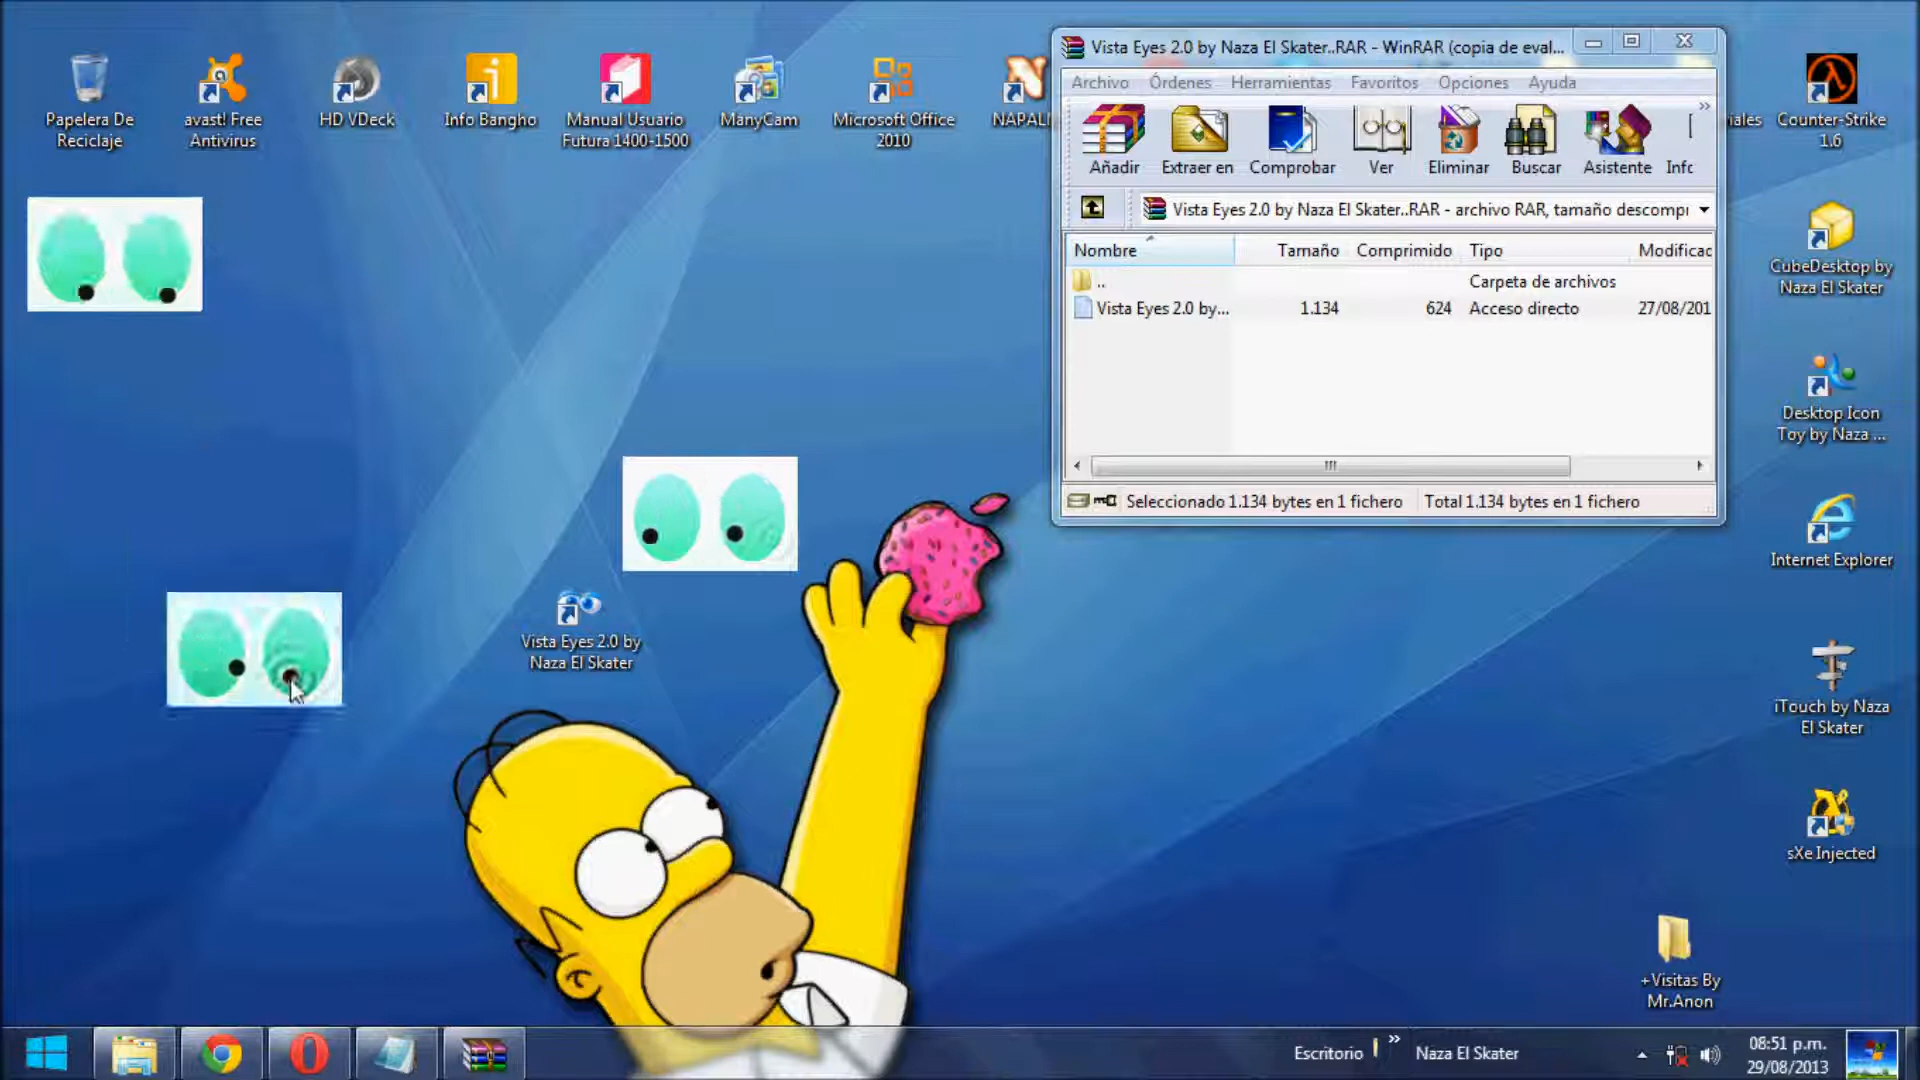 Papelera De
Reciclaje
avast! Free
Antivirus
HD VDeck
Info Bangho
Manual Usuario
Futura 1400-1500
ManyCam
Microsoft Office
2010
Vista Eyes 2.0 by Naza El Skater..RAR - WinRAR (copia de eval...
Archivo Órdenes Herramientas Favoritos Opciones Ayuda
Añadir Extraer en Comprobar Ver Eliminar Buscar Asistente
Vista Eyes 2.0 by Naza El Skater..RAR - archivo RAR, tamaño
Nombre Tamaño Comprimido Tipo
.. Carpeta de archivos
Vista Eyes 2.0 by... 1.134 624 Acceso directo 27/08/201
Seleccionado 1.134 bytes en 1 fichero Total 1.134 bytes en 1 fichero
Counter-Strike
1.6
CubeDesktop by
Naza El Skater
Desktop Icon
Toy by Naza ...
Internet Explorer
iTouch by Naza
El Skater
sXe Injected
+Visitas By
Mr.Anon
Vista Eyes 2.0 by
Naza El Skater
Escritorio » Naza El Skater
08:51 p.m.
29/08/2013